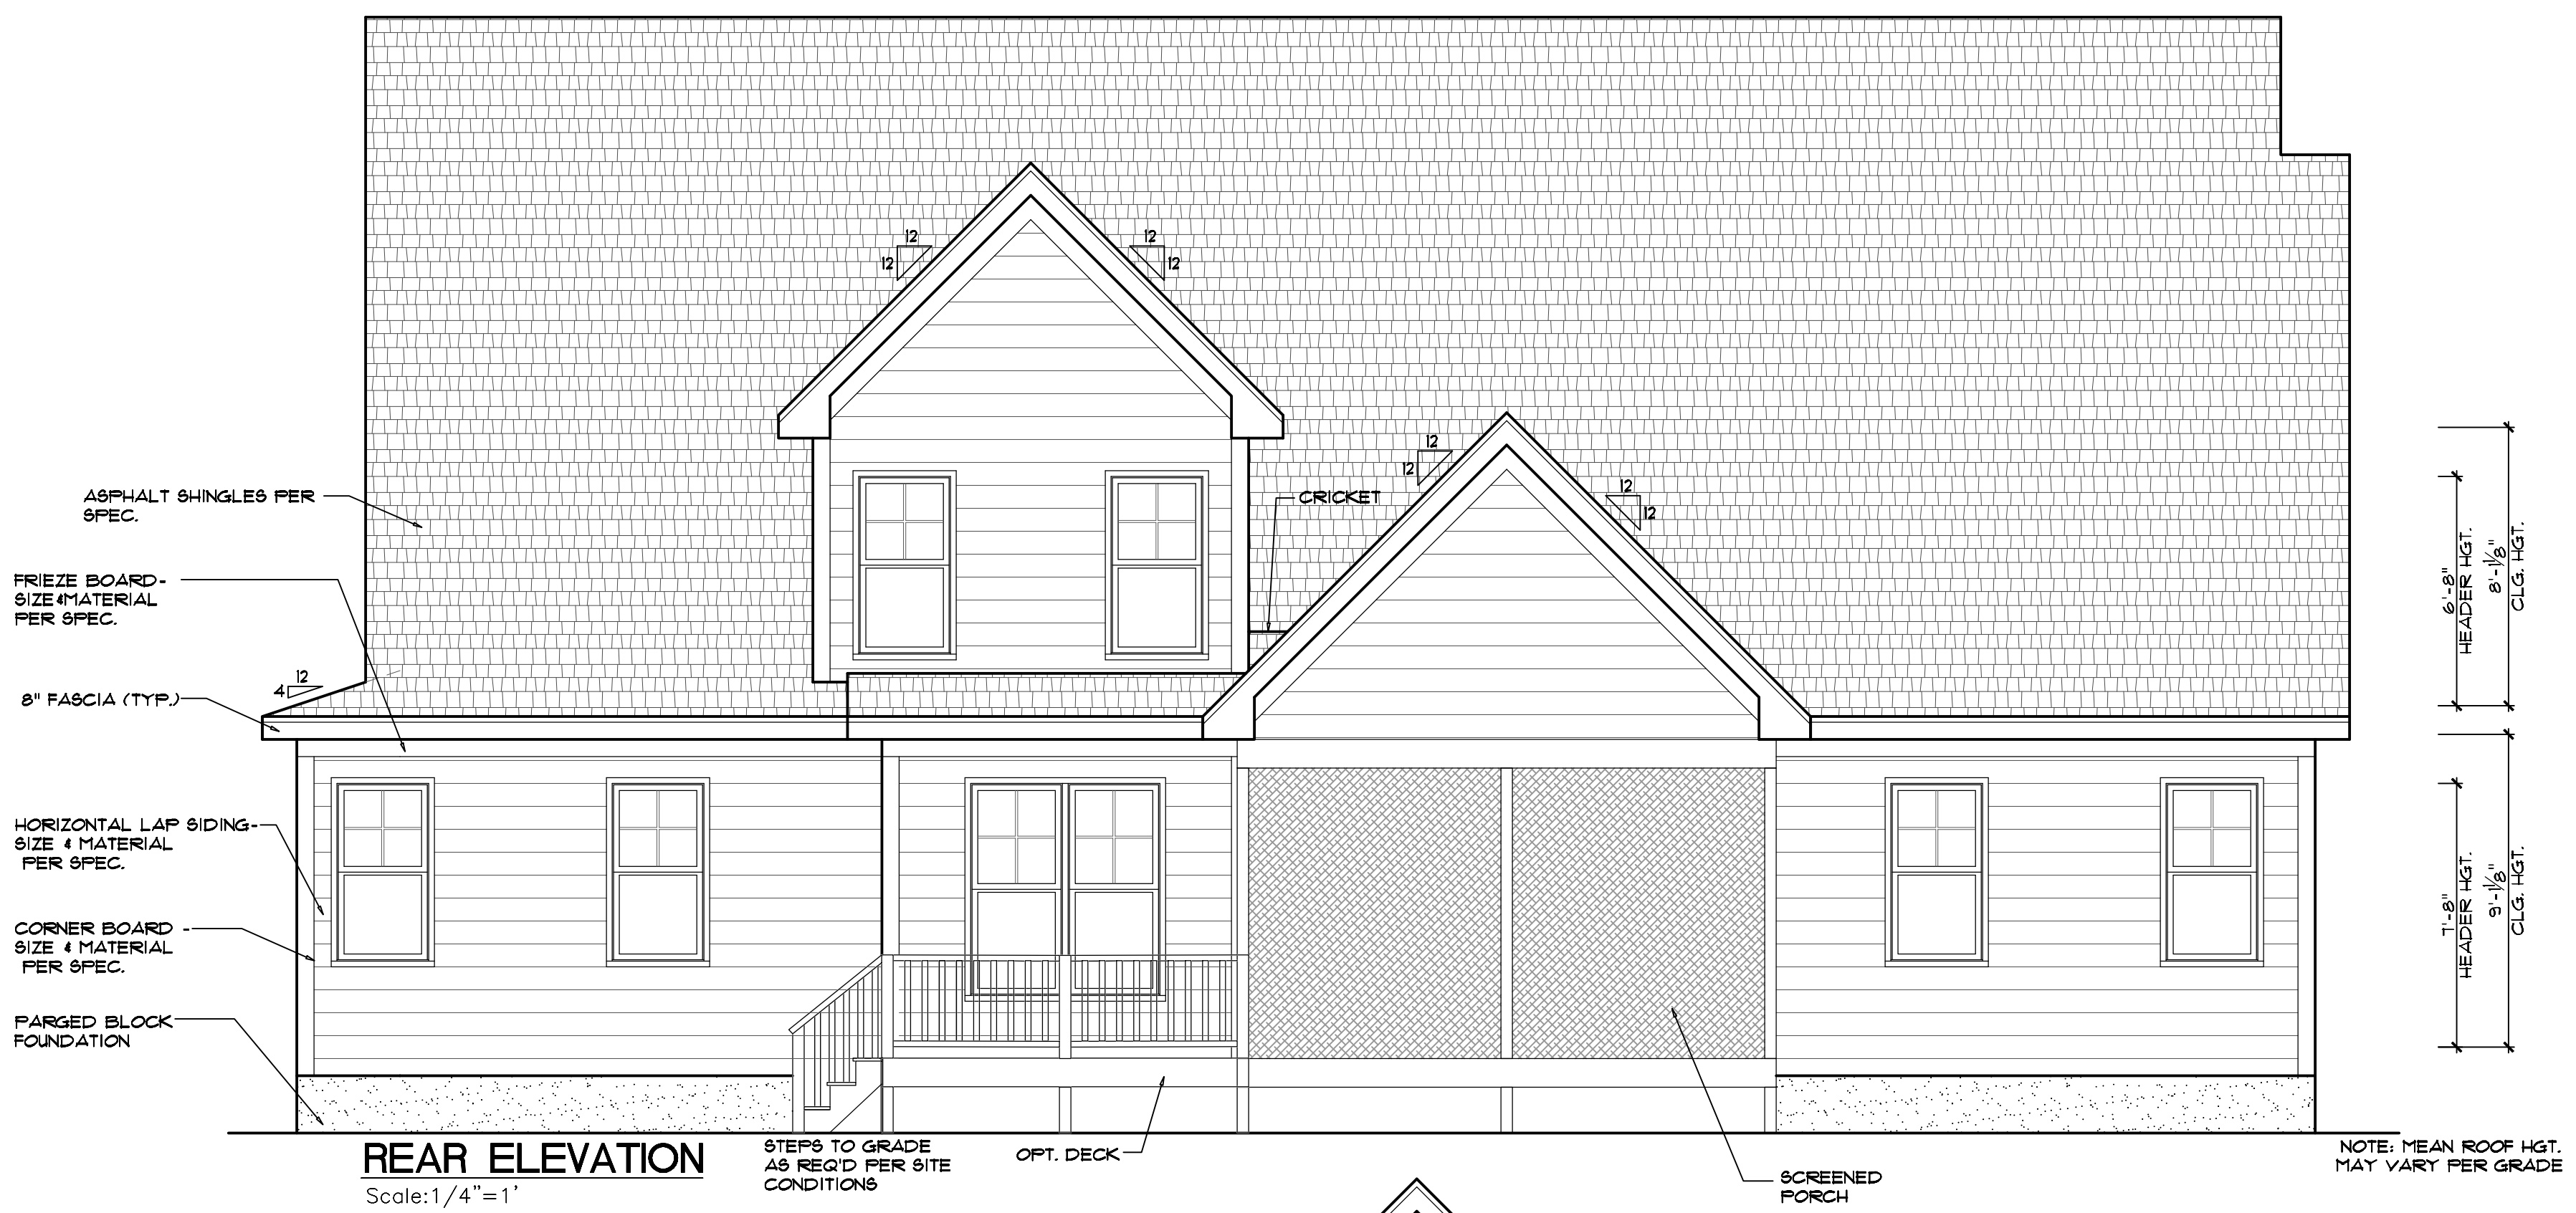 12
12
12
12
12
12
12
12
CRICKET
ASPHALT SHINGLES PER
SPEC.
FRIEZE BOARD-
SIZE & MATERIAL
PER SPEC.
12
4
8" FASCIA (TYP.)
HORIZONTAL LAP SIDING-
SIZE & MATERIAL
PER SPEC.
CORNER BOARD -
SIZE & MATERIAL
PER SPEC.
PARGED BLOCK
FOUNDATION
6'-8"
HEADER HGT.
8'-1 1/8"
CLG. HGT.
7'-8"
HEADER HGT.
9'-1 1/8"
CLG. HGT.
REAR ELEVATION
Scale:1/4"=1'
STEPS TO GRADE
AS REQ'D PER SITE
CONDITIONS
OPT. DECK
SCREENED
PORCH
NOTE: MEAN ROOF HGT.
MAY VARY PER GRADE